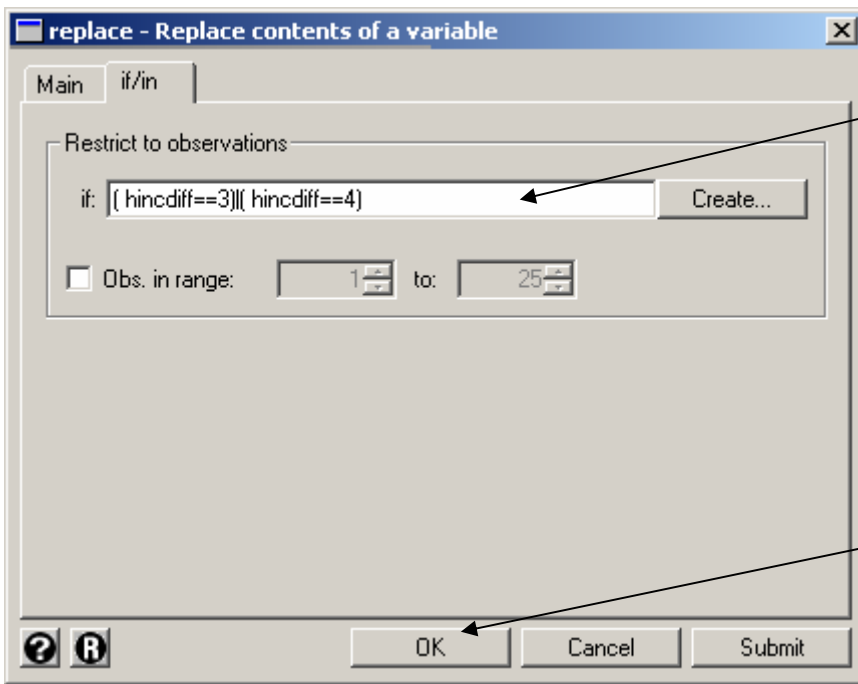 replace - Replace contents of a variable
Main if/in
Restrict to observations
if: ( hincdiff==3)|( hincdiff==4) Create...
Obs. in range: 1 to: 25
? R OK Cancel Submit